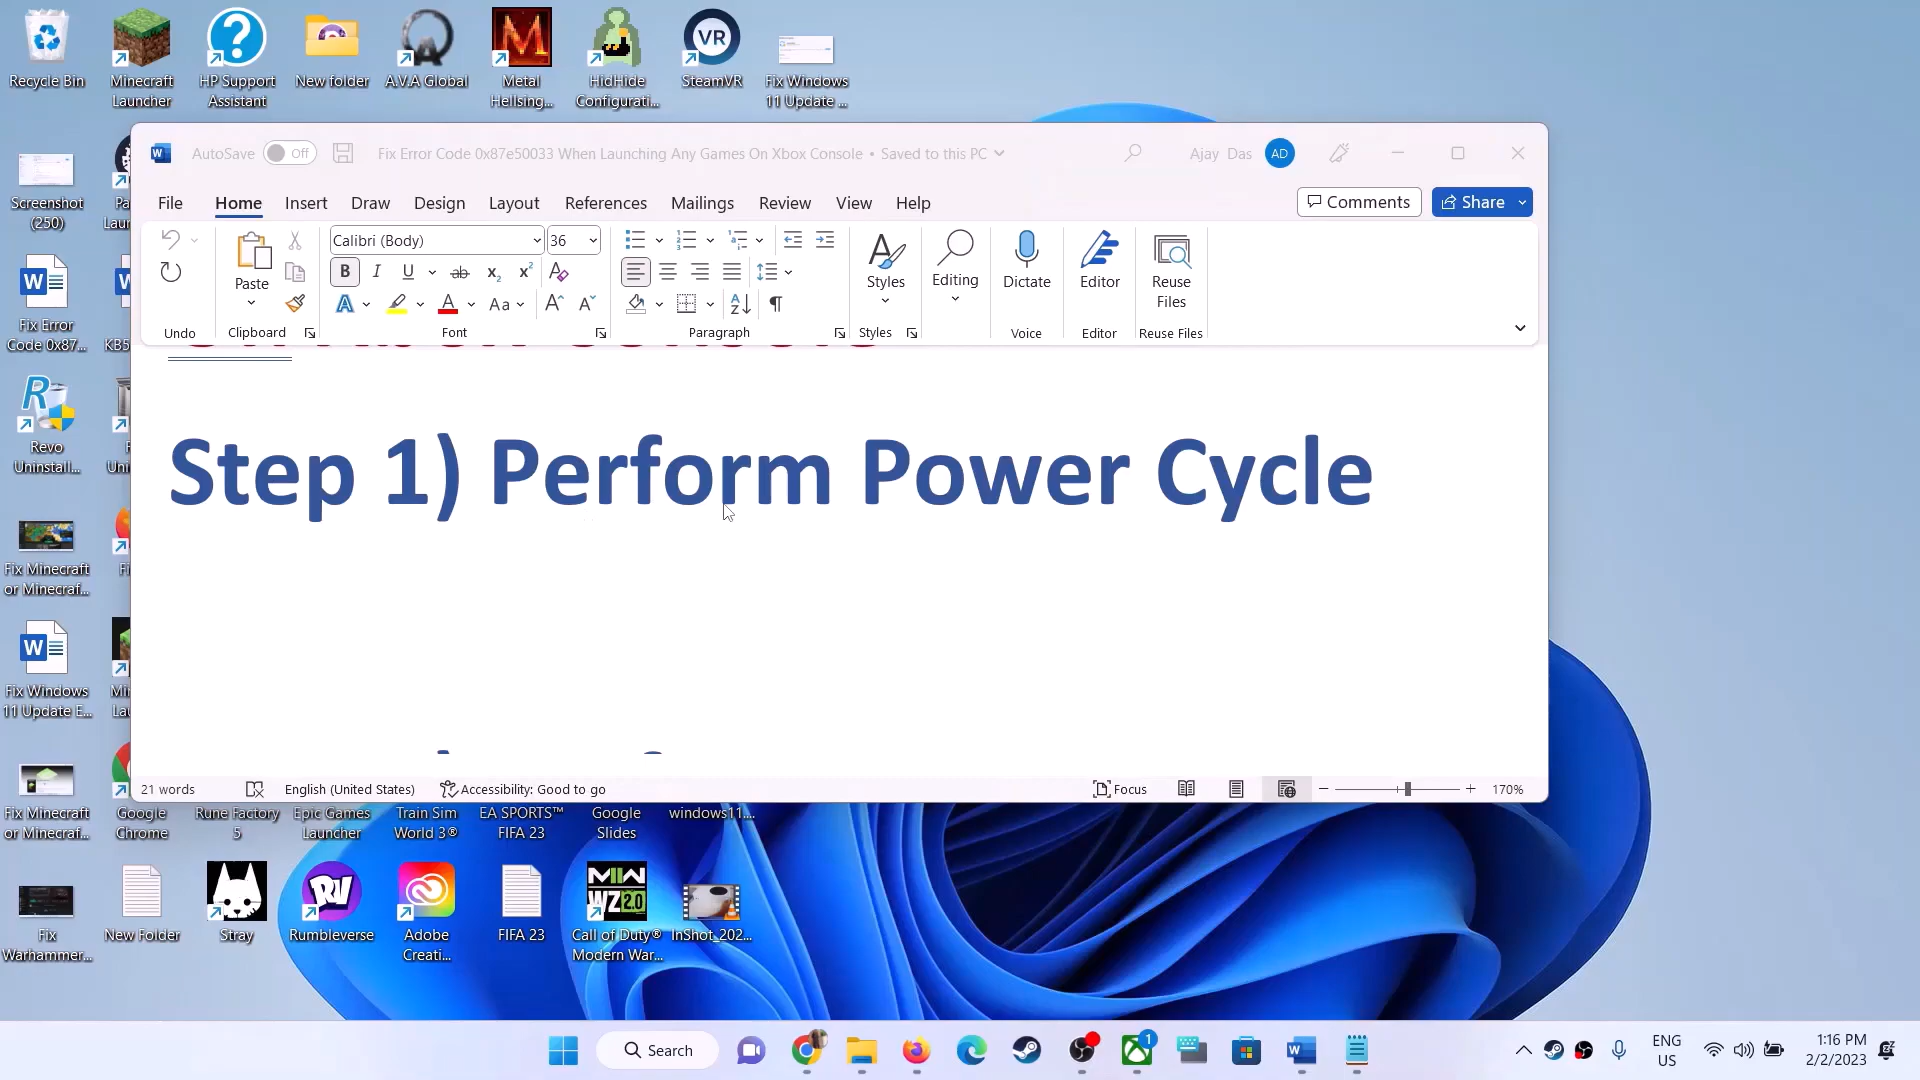 Recycle Bin
Minecraft
Launcher
HP Support
Assistant
New folder
A.V.A Global
Metal
Hellsing...
HidHide
Configurati...
VR
SteamVR
Fix Windows
11 Update ...
AutoSave
Off
Fix Error Code 0x87e50033 When Launching Any Games On Xbox Console • Saved to this PC
Ajay Das
AD
File
Home
Insert
Draw
Design
Layout
References
Mailings
Review
View
Help
Comments
Share
Paste
Calibri (Body)
36
Styles
Editing
Dictate
Editor
Reuse
Files
Undo
Clipboard
Font
Paragraph
Styles
Voice
Editor
Reuse Files
Step 1) Perform Power Cycle
21 words
English (United States)
Accessibility: Good to go
Focus
170%
Screenshot
(250)
Fix Error
Code 0x87...
Revo
Uninstall...
Fix Minecraft
or Minecraf...
Fix Windows
11 Update E...
Fix Minecraft
or Minecraf...
Google
Chrome
Rune Factory
5
Epic Games
Launcher
Train Sim
World 3®
EA SPORTS™
FIFA 23
Google
Slides
windows11....
Fix
Warhammer...
New Folder
Stray
Rumbleverse
Adobe
Creati...
FIFA 23
MW
WZ 2.0
Call of Duty®
Modern War...
InShot_202...
Search
1
ENG
US
1:16 PM
2/2/2023